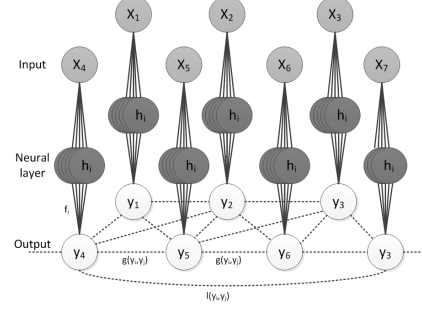 X1 X2 X3
Input X4 X5 X6 X7
hi hi hi
Neural layer hi hi hi hi
fi y1 y2 y3
Output y4 y5 y6 y3
g(yi,yj) g(yi,yj)
l(yi,yj)